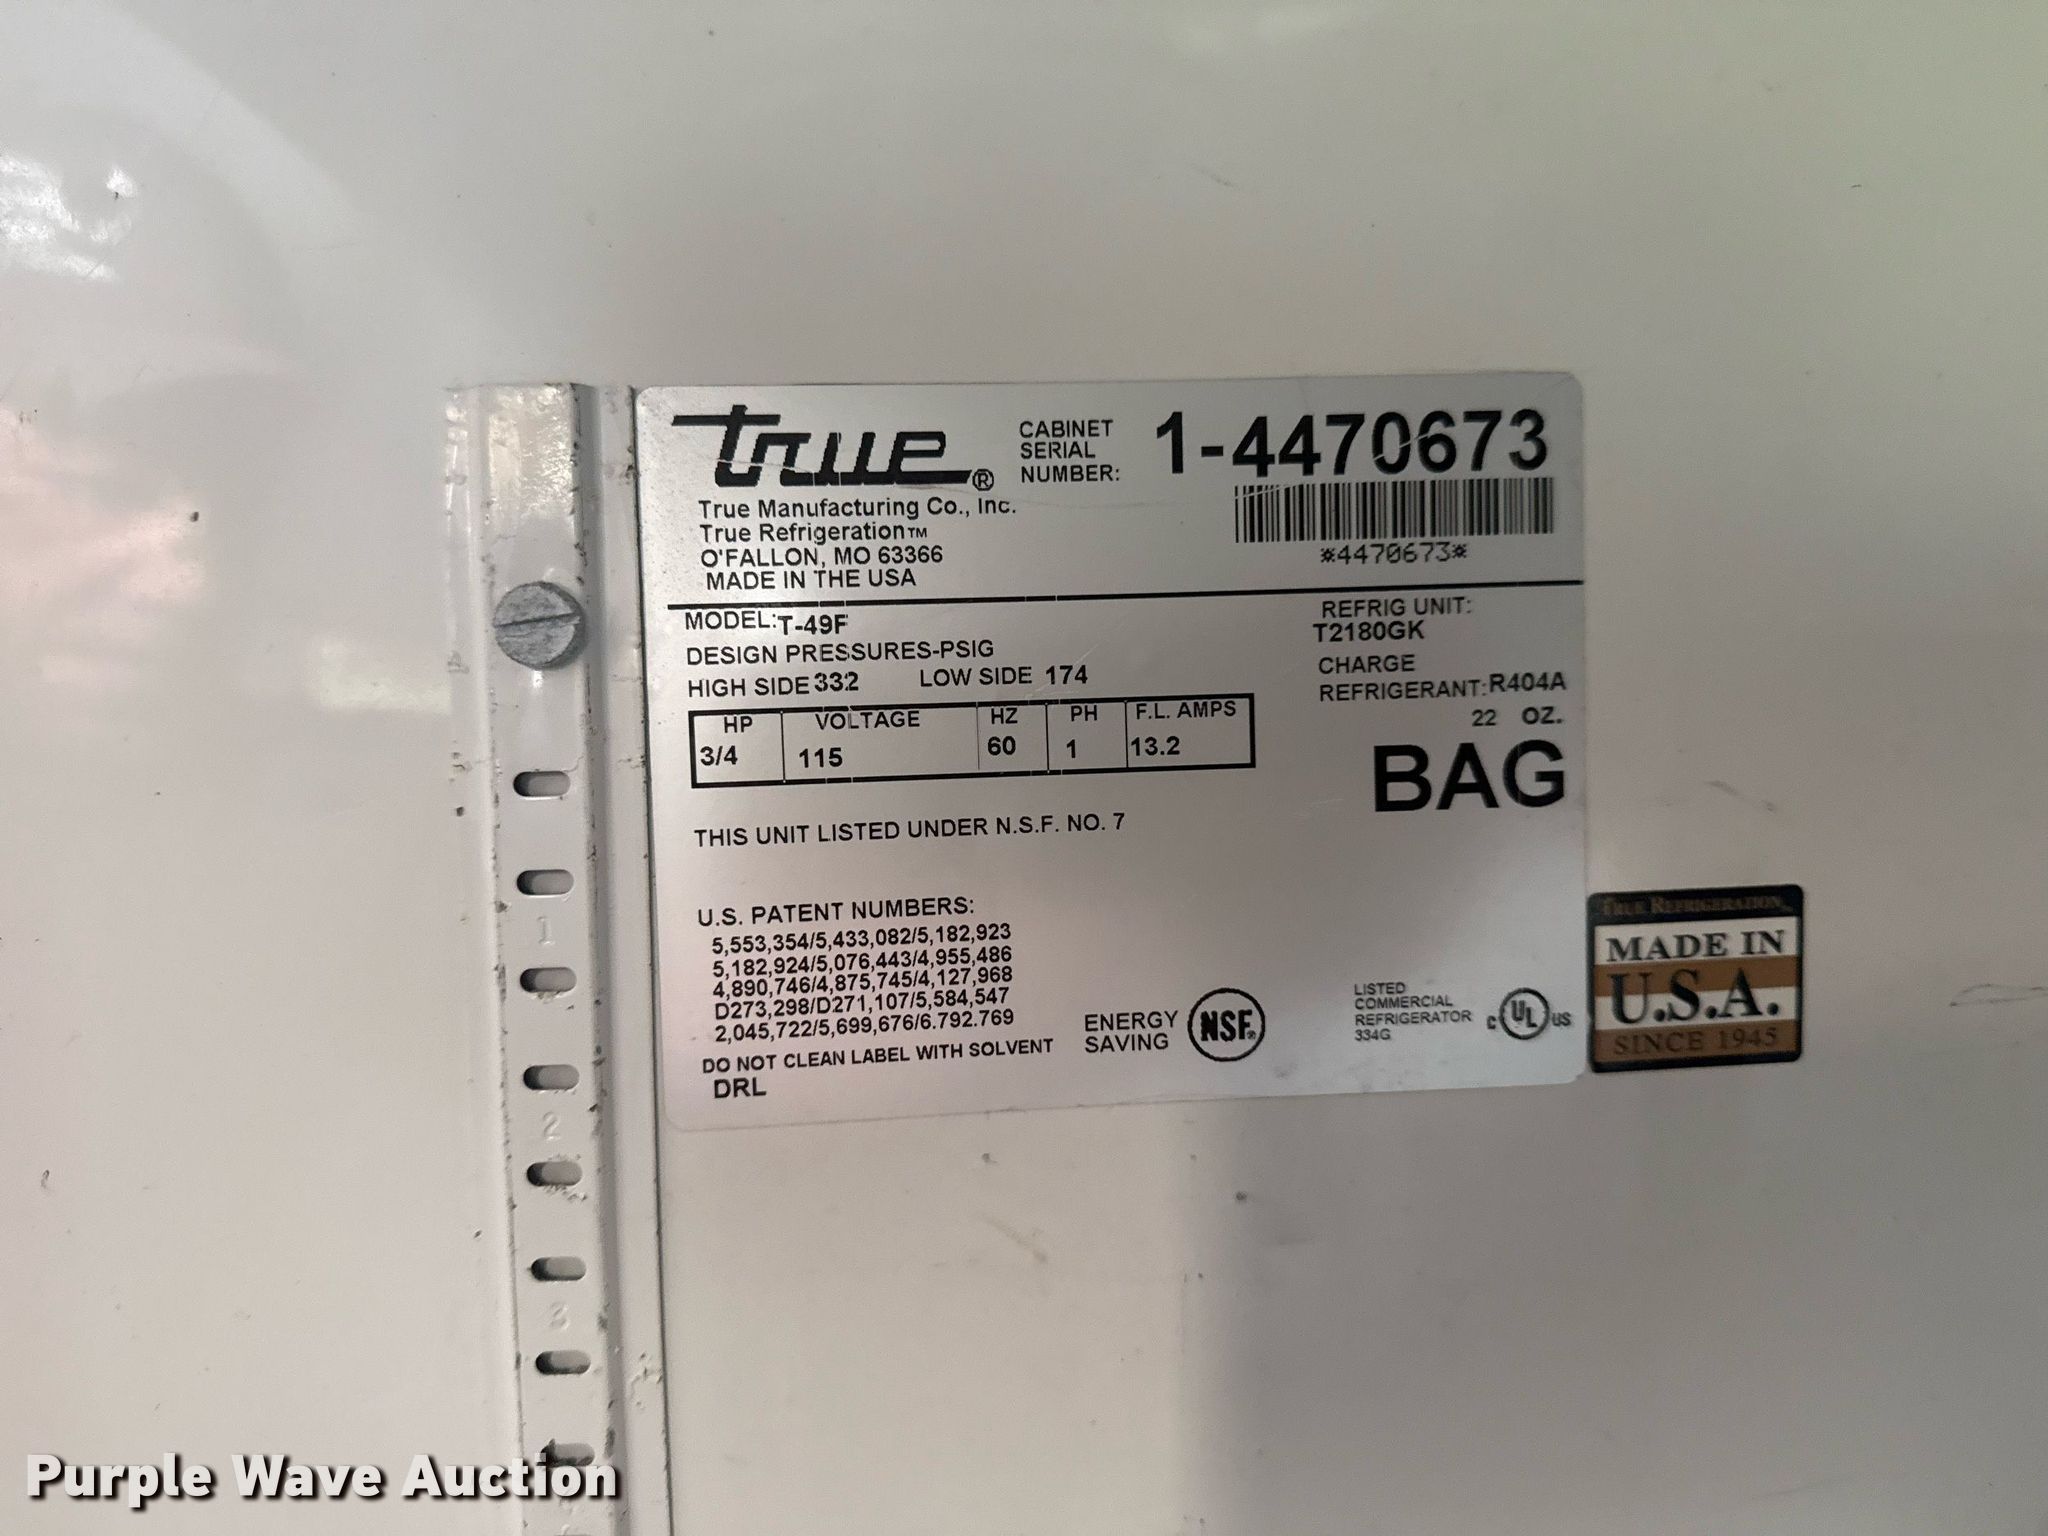 true®
CABINET
SERIAL
NUMBER:
1-4470673
*4470673*
True Manufacturing Co., Inc.
True Refrigeration™
O'FALLON, MO 63366
MADE IN THE USA
MODEL: T-49F
DESIGN PRESSURES-PSIG
HIGH SIDE 332 LOW SIDE 174
REFRIG UNIT:
T2180GK
CHARGE
REFRIGERANT: R404A
22 OZ.
BAG
HP VOLTAGE HZ PH F.L. AMPS
3/4 115 60 1 13.2
THIS UNIT LISTED UNDER N.S.F. NO. 7
U.S. PATENT NUMBERS:
5,553,354/5,433,082/5,182,923
5,182,924/5,076,443/4,955,486
4,890,746/4,875,745/4,127,968
D273,298/D271,107/5,584,547
2,045,722/5,699,676/6.792.769
DO NOT CLEAN LABEL WITH SOLVENT
DRL
ENERGY
SAVING
NSF®
LISTED
COMMERCIAL
REFRIGERATOR
334G
c UL US
TRUE REFRIGERATION
MADE IN
U.S.A.
SINCE 1945
1
2
3
Purple Wave Auction